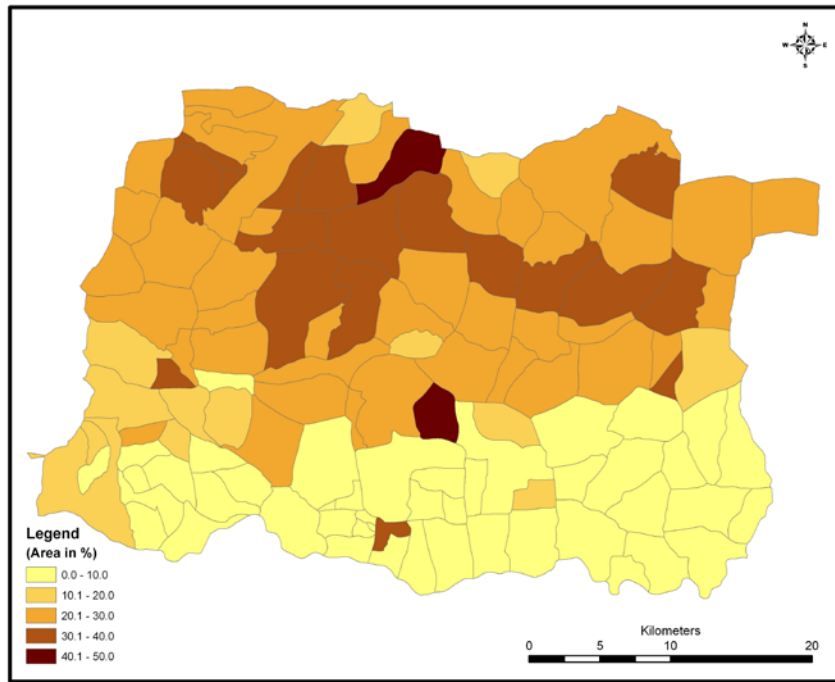 N
W E
S
Legend
(Area in %)
0.0 - 10.0
10.1 - 20.0
20.1 - 30.0
30.1 - 40.0
40.1 - 50.0
Kilometers
0 5 10 20